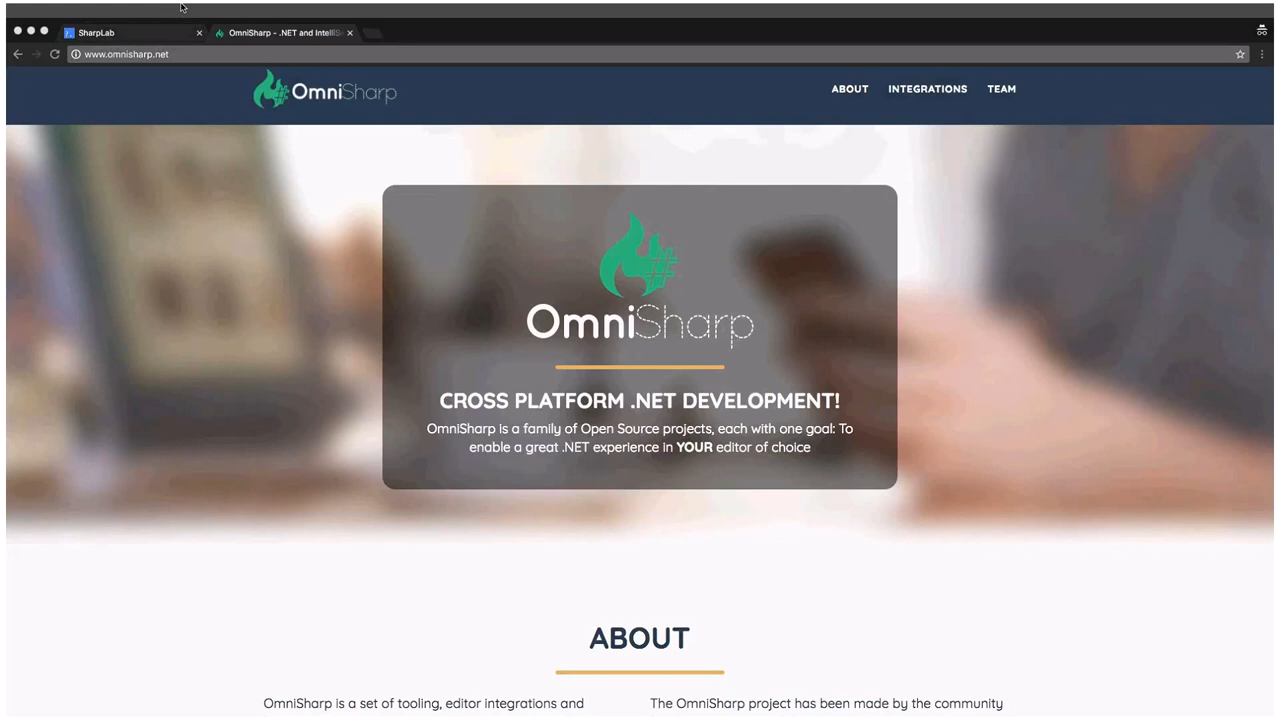 SharpLab
OmniSharp - .NET and IntelliS
www.omnisharp.net
OmniSharp
ABOUT
INTEGRATIONS
TEAM
OmniSharp
CROSS PLATFORM .NET DEVELOPMENT!
OmniSharp is a family of Open Source projects, each with one goal: To
enable a great .NET experience in YOUR editor of choice
ABOUT
OmniSharp is a set of tooling, editor integrations and
The OmniSharp project has been made by the community